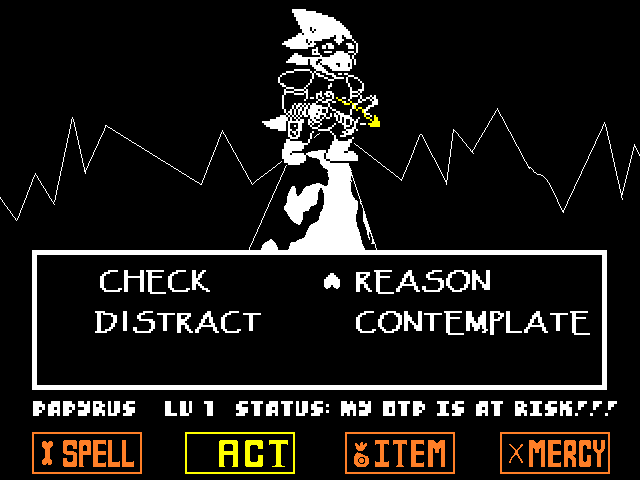 CHECK REASON
DISTRACT CONTEMPLATE
PAPYRUS LV 1 STATUS: MY OTP IS AT RISK!!!
SPELL ACT ITEM MERCY